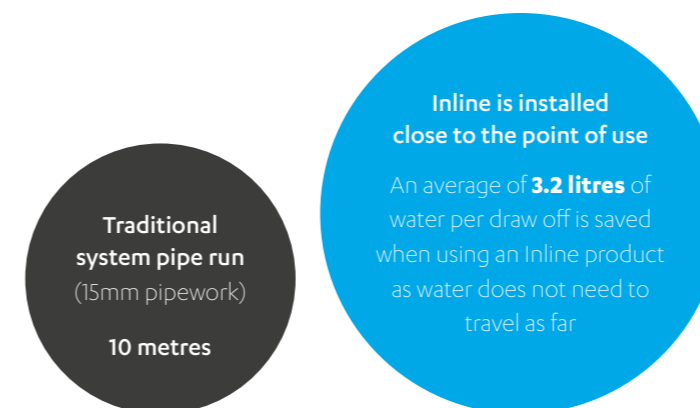 Traditional
system pipe run
(15mm pipework)
10 metres
Inline is installed
close to the point of use
An average of 3.2 litres of
water per draw off is saved
when using an Inline product
as water does not need to
travel as far